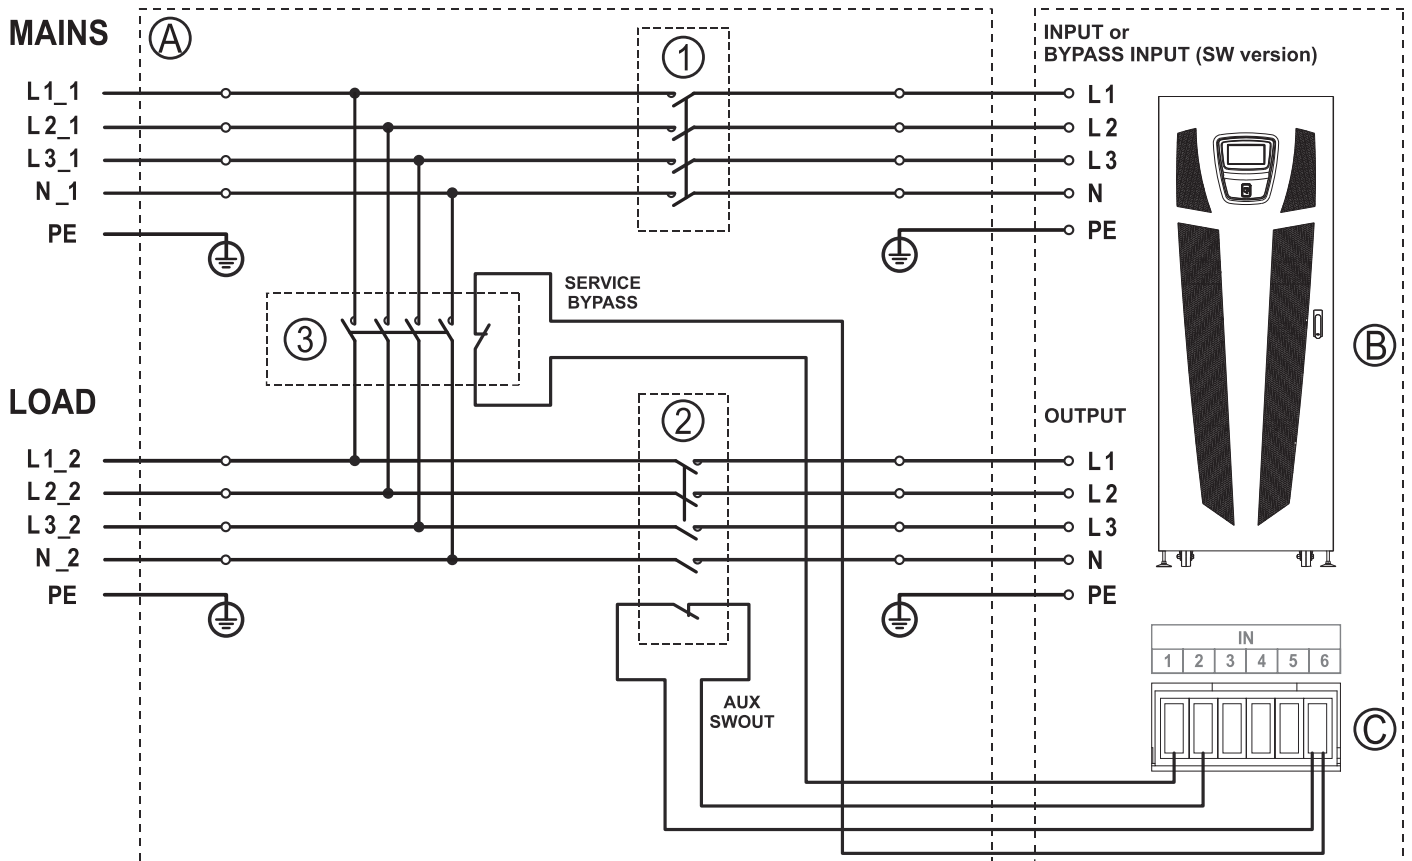 MAINS
A
1
INPUT or
BYPASS INPUT (SW version)
L1_1
L1
L2_1
L2
L3_1
L3
N_1
N
PE
PE
SERVICE
BYPASS
3
B
LOAD
2
OUTPUT
L1_2
L1
L2_2
L2
L3_2
L3
N_2
N
PE
PE
IN
1 2 3 4 5 6
AUX
SWOUT
C